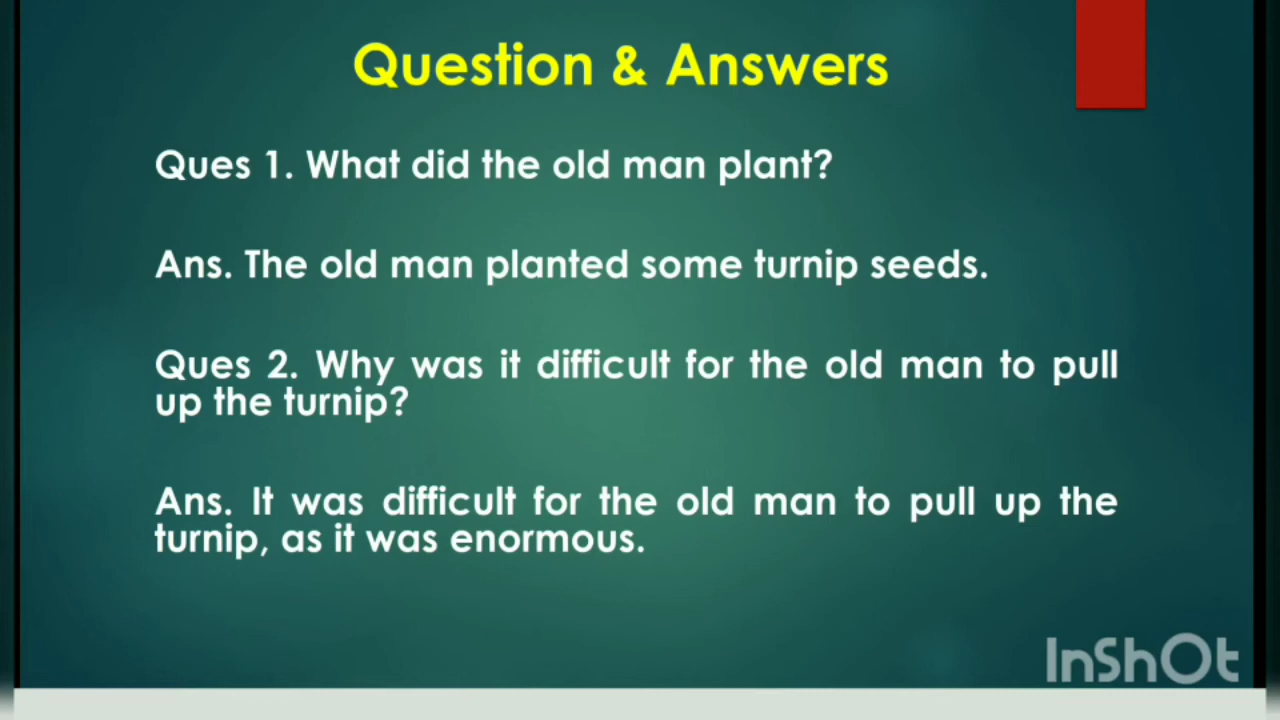 Question & Answers
Ques 1. What did the old man plant?
Ans. The old man planted some turnip seeds.
Ques 2. Why was it difficult for the old man to pull
up the turnip?
Ans. It was difficult for the old man to pull up the
turnip, as it was enormous.
InShOt